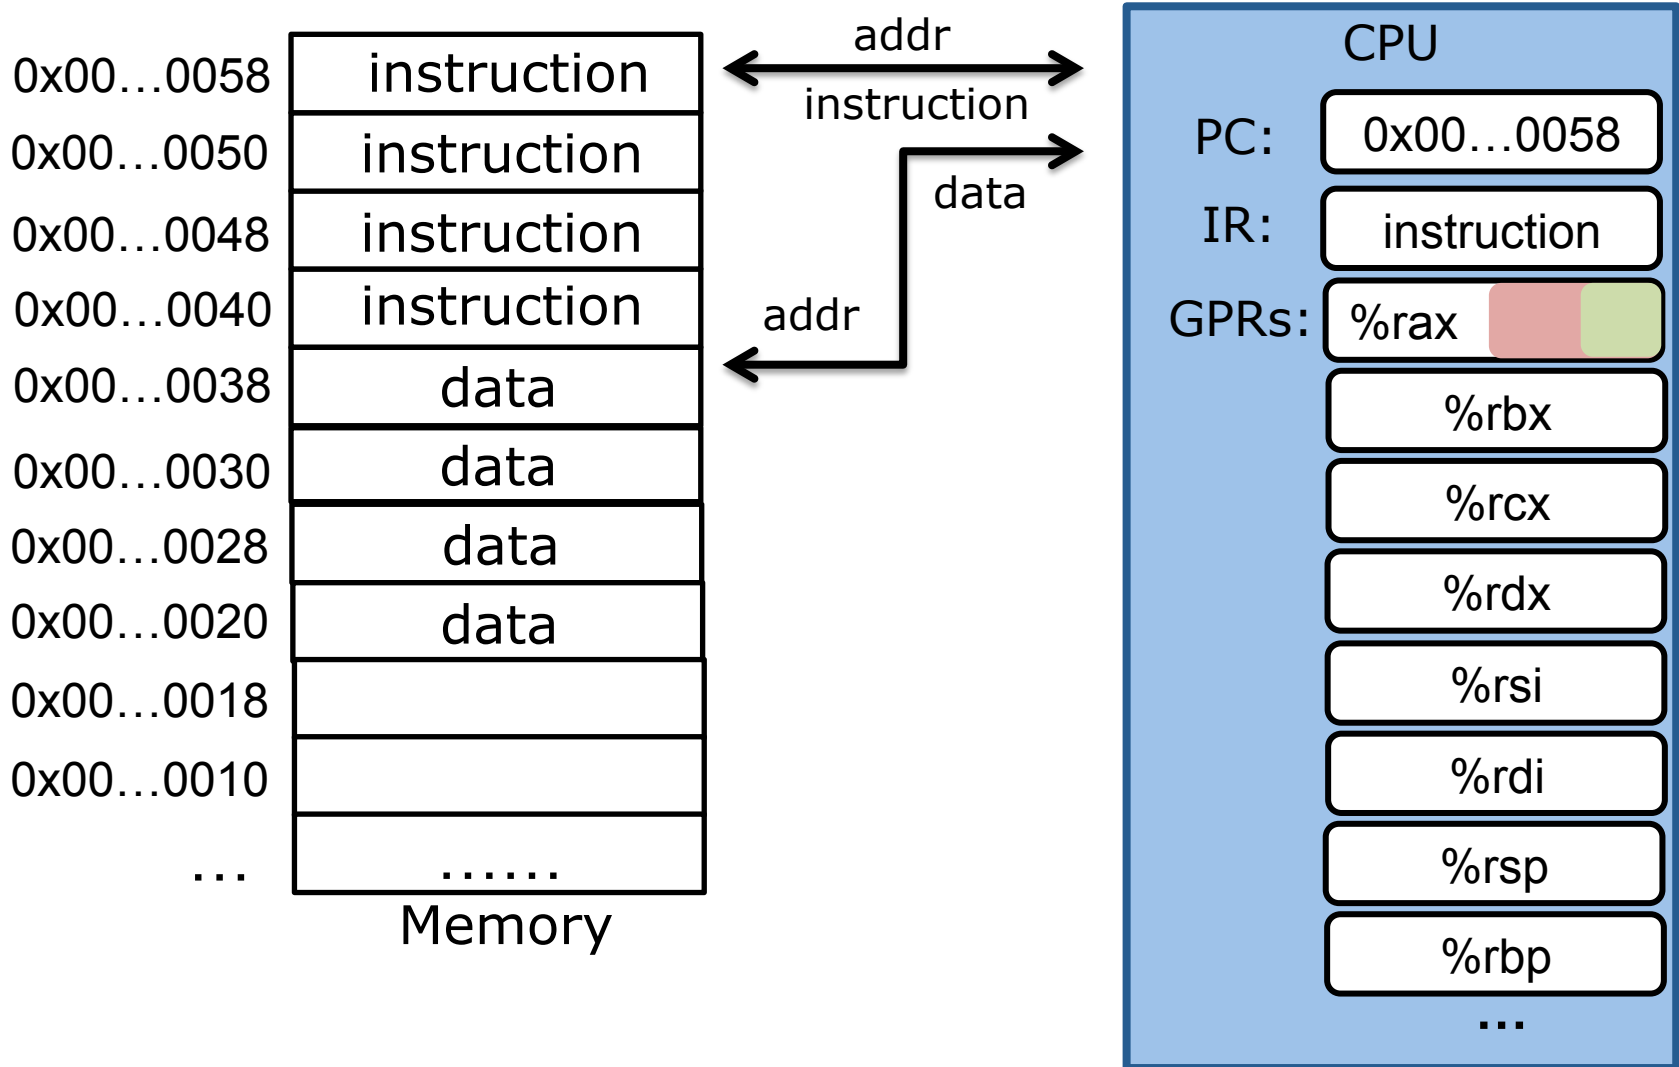 0x00…0058 instruction
0x00…0050 instruction
0x00…0048 instruction
0x00…0040 instruction
0x00…0038 data
0x00…0030 data
0x00…0028 data
0x00…0020 data
0x00…0018
0x00…0010
… ……
Memory
addr
instruction
data
addr
CPU
PC: 0x00…0058
IR: instruction
GPRs: %rax
%rbx
%rcx
%rdx
%rsi
%rdi
%rsp
%rbp
…